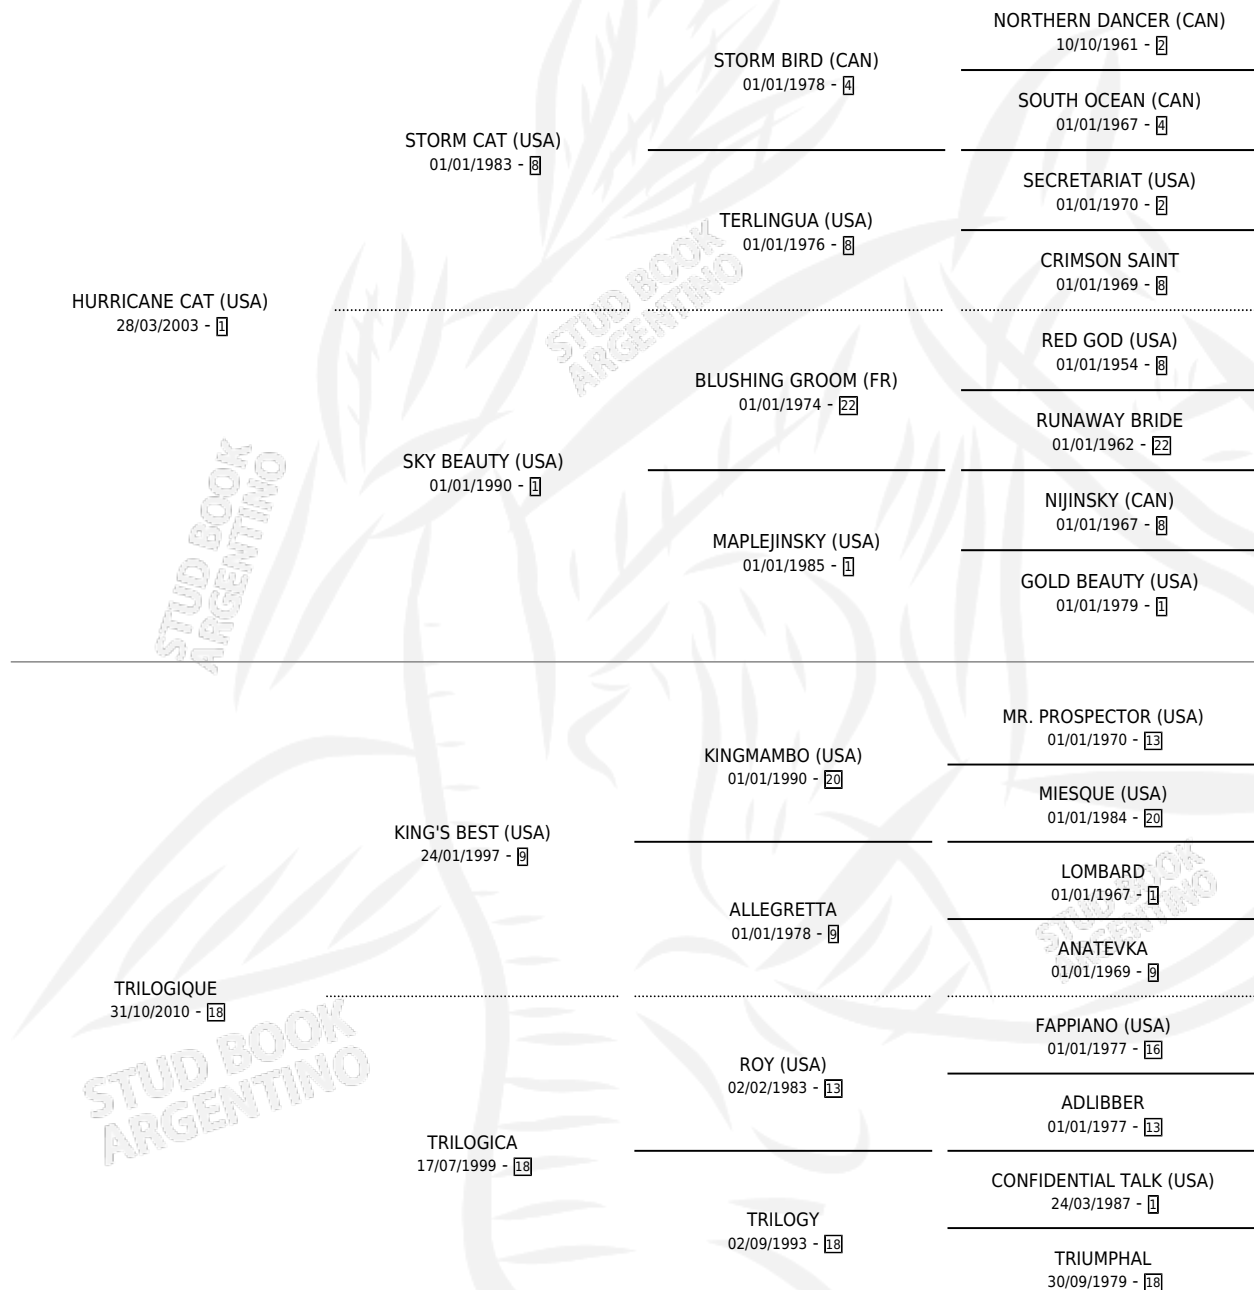 NORTHERN DANCER (CAN)
10/10/1961 - 2
STORM BIRD (CAN)
01/01/1978 - 4
SOUTH OCEAN (CAN)
01/01/1967 - 4
STORM CAT (USA)
01/01/1983 - 8
SECRETARIAT (USA)
01/01/1970 - 2
TERLINGUA (USA)
01/01/1976 - 8
CRIMSON SAINT
01/01/1969 - 8
HURRICANE CAT (USA)
28/03/2003 - 1
STUD BOOK
ARGENTINO
RED GOD (USA)
01/01/1954 - 8
BLUSHING GROOM (FR)
01/01/1974 - 22
RUNAWAY BRIDE
01/01/1962 - 22
SKY BEAUTY (USA)
01/01/1990 - 1
NIJINSKY (CAN)
01/01/1967 - 8
MAPLEJINSKY (USA)
01/01/1985 - 1
GOLD BEAUTY (USA)
01/01/1979 - 1
STUD BOOK
ARGENTINO
MR. PROSPECTOR (USA)
01/01/1970 - 13
KINGMAMBO (USA)
01/01/1990 - 20
MIESQUE (USA)
01/01/1984 - 20
KING'S BEST (USA)
24/01/1997 - 9
LOMBARD
01/01/1967 - 1
ALLEGRETTA
01/01/1978 - 9
STUD BOOK
ARGENTINO
ANATEVKA
01/01/1969 - 9
TRILOGIQUE
31/10/2010 - 18
STUD BOOK
ARGENTINO
FAPPIANO (USA)
01/01/1977 - 16
ROY (USA)
02/02/1983 - 13
ADLIBBER
01/01/1977 - 13
TRILOGICA
17/07/1999 - 18
CONFIDENTIAL TALK (USA)
24/03/1987 - 1
TRILOGY
02/09/1993 - 18
TRIUMPHAL
30/09/1979 - 18